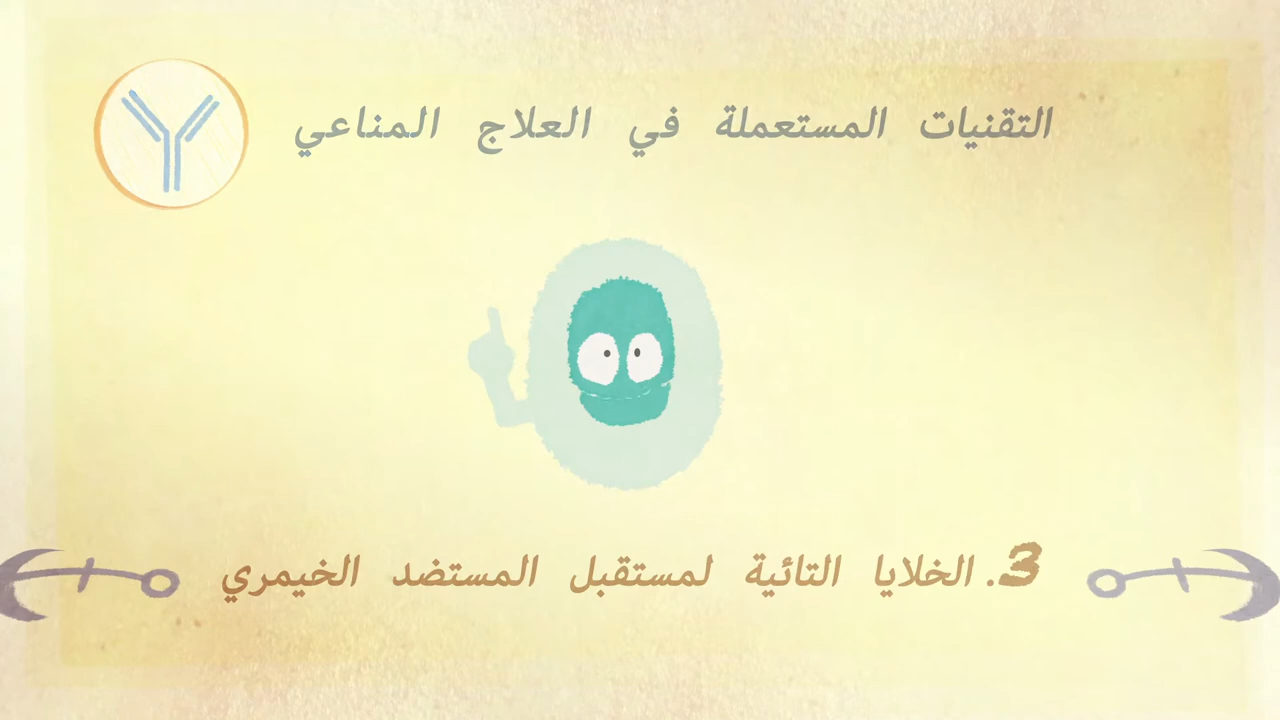 التقنيات المستعملة في العلاج المناعي
3. الخلايا التائية لمستقبل المستضد الخيمري